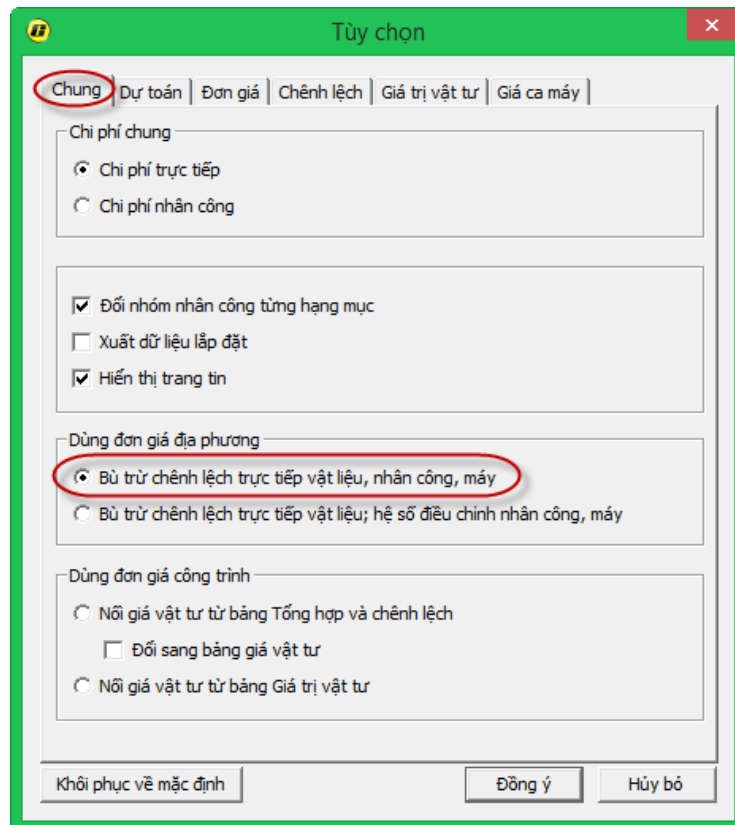 Tùy chọn
Chung Dự toán Đơn giá Chênh lệch Giá trị vật tư Giá ca máy
Chi phí chung
Chi phí trực tiếp
Chi phí nhân công
Đổi nhóm nhân công từng hạng mục
Xuất dữ liệu lắp đặt
Hiển thị trang tin
Dùng đơn giá địa phương
Bù trừ chênh lệch trực tiếp vật liệu, nhân công, máy
Bù trừ chênh lệch trực tiếp vật liệu; hệ số điều chỉnh nhân công, máy
Dùng đơn giá công trình
Nối giá vật tư từ bảng Tổng hợp và chênh lệch
Đổi sang bảng giá vật tư
Nối giá vật tư từ bảng Giá trị vật tư
Khôi phục về mặc định Đồng ý Hủy bỏ